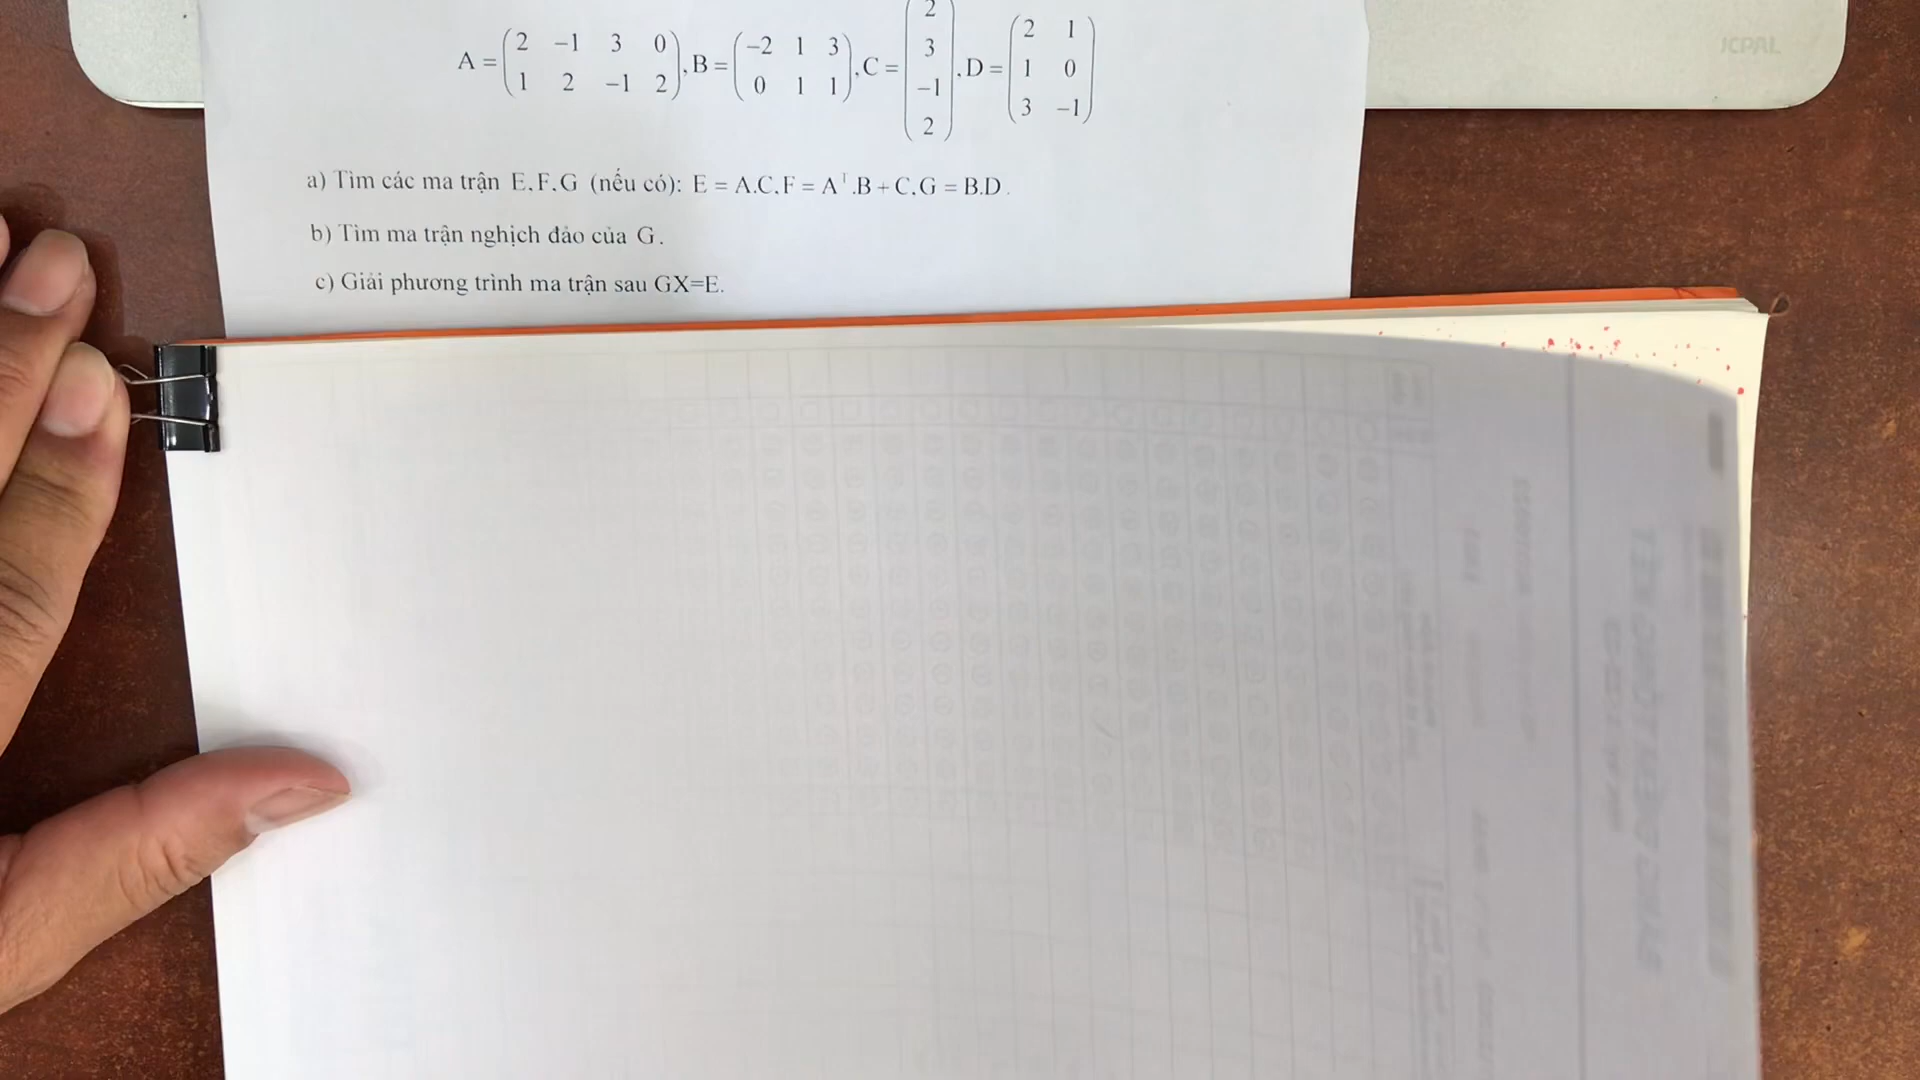 JCPAL
A = ( 2 −1 3 0 ; 1 2 −1 2 ), B = ( −2 1 3 ; 0 1 1 ), C = ( 2 ; 3 ; −1 ; 2 ), D = ( 2 1 ; 1 0 ; 3 −1 )
a) Tìm các ma trận E, F, G (nếu có): E = A.C, F = Aᵀ.B + C, G = B.D.
b) Tìm ma trận nghịch đảo của G.
c) Giải phương trình ma trận sau GX=E.